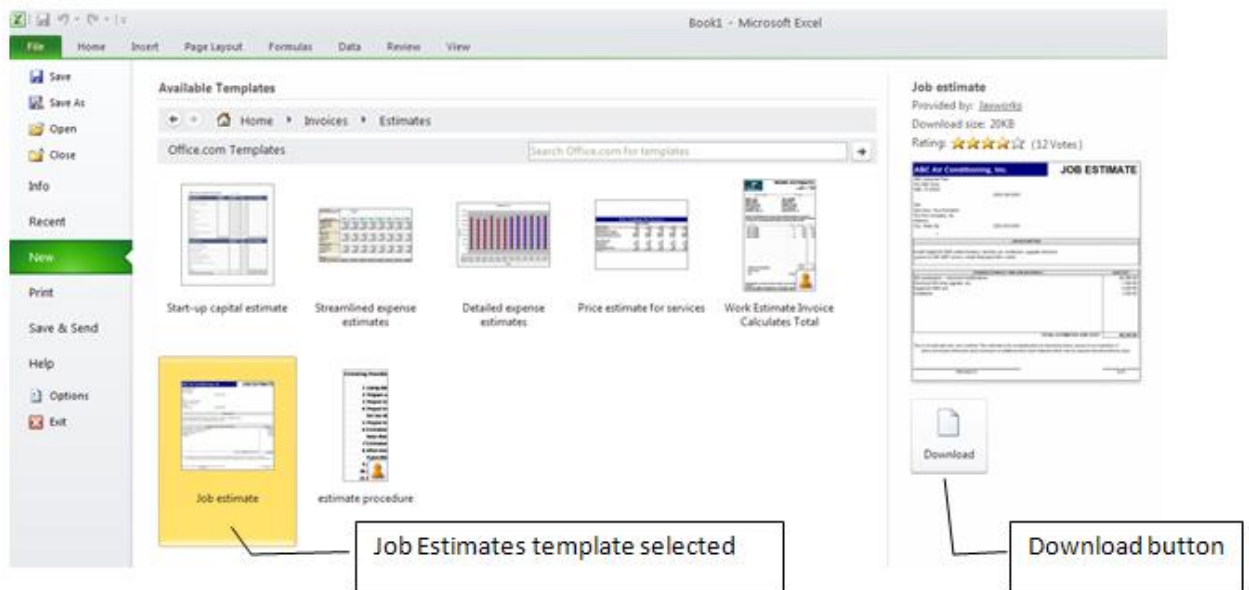 Book1 - Microsoft Excel
File Home Insert Page Layout Formulas Data Review View
Save
Save As
Open
Close
Info
Recent
New
Print
Save & Send
Help
Options
Exit
Available Templates
Home Invoices Estimates
Office.com Templates
Search Office.com for templates
Start-up capital estimate
Streamlined expense
estimates
Detailed expense
estimates
Price estimate for services
Work Estimate Invoice
Calculates Total
Job estimate
estimate procedure
Job estimate
Provided by: Jaxworks
Download size: 20KB
Rating: (12 Votes)
ABC Air Conditioning, Inc. JOB ESTIMATE
Download
Job Estimates template selected
Download button